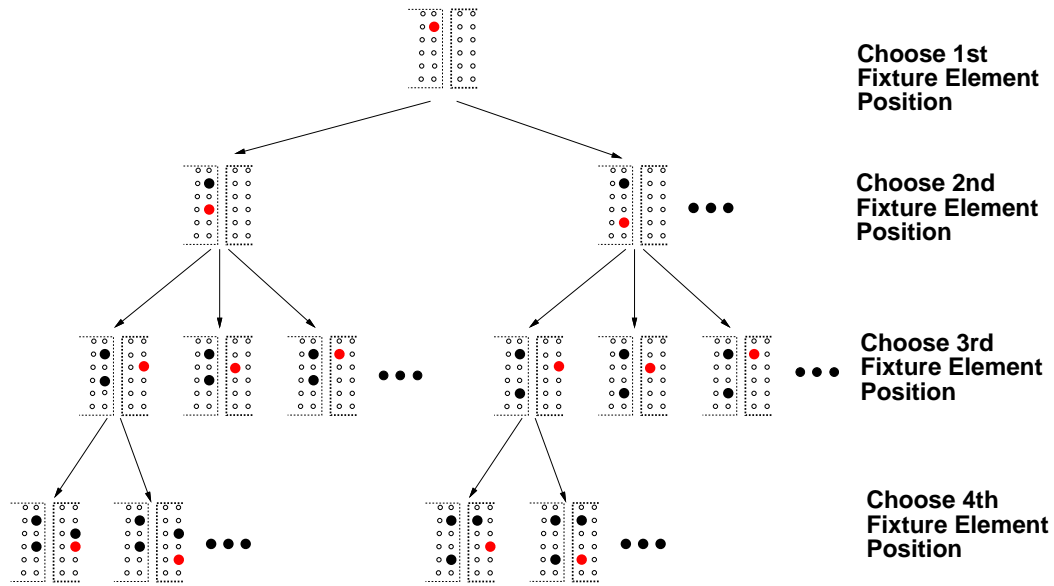 Choose 1st
Fixture Element
Position
Choose 2nd
Fixture Element
Position
Choose 3rd
Fixture Element
Position
Choose 4th
Fixture Element
Position